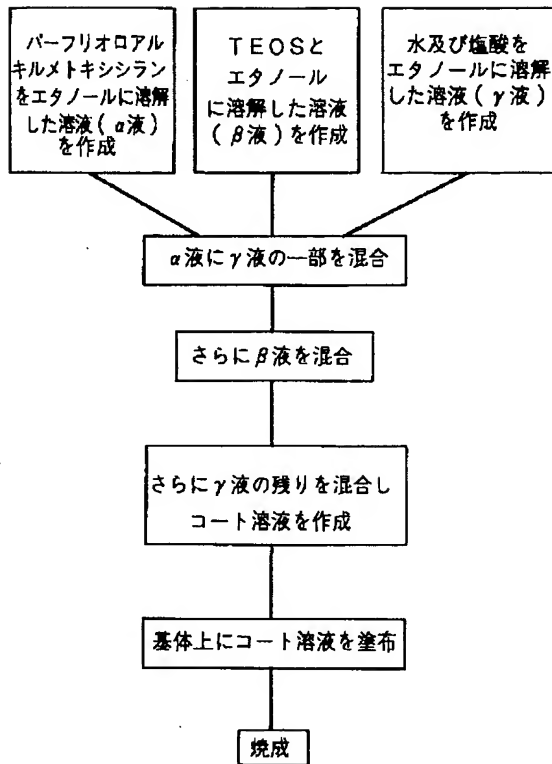 パーフリオロアル
キルメトキシシラン
をエタノールに溶解
した溶液(α液)
を作成
TEOSと
エタノール
に溶解した溶液
(β液)を作成
水及び塩酸を
エタノールに溶解
した溶液(γ液)
を作成
α液にγ液の一部を混合
さらにβ液を混合
さらにγ液の残りを混合し
コート溶液を作成
基体上にコート溶液を塗布
焼成